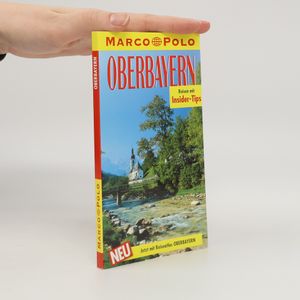 MARCO POLO
OBERBAYERN
Reisen mit
Insider-Tips
NEU
Jetzt mit Reiseatlas OBERBAYERN
OBERBAYERN
MARCO POLO